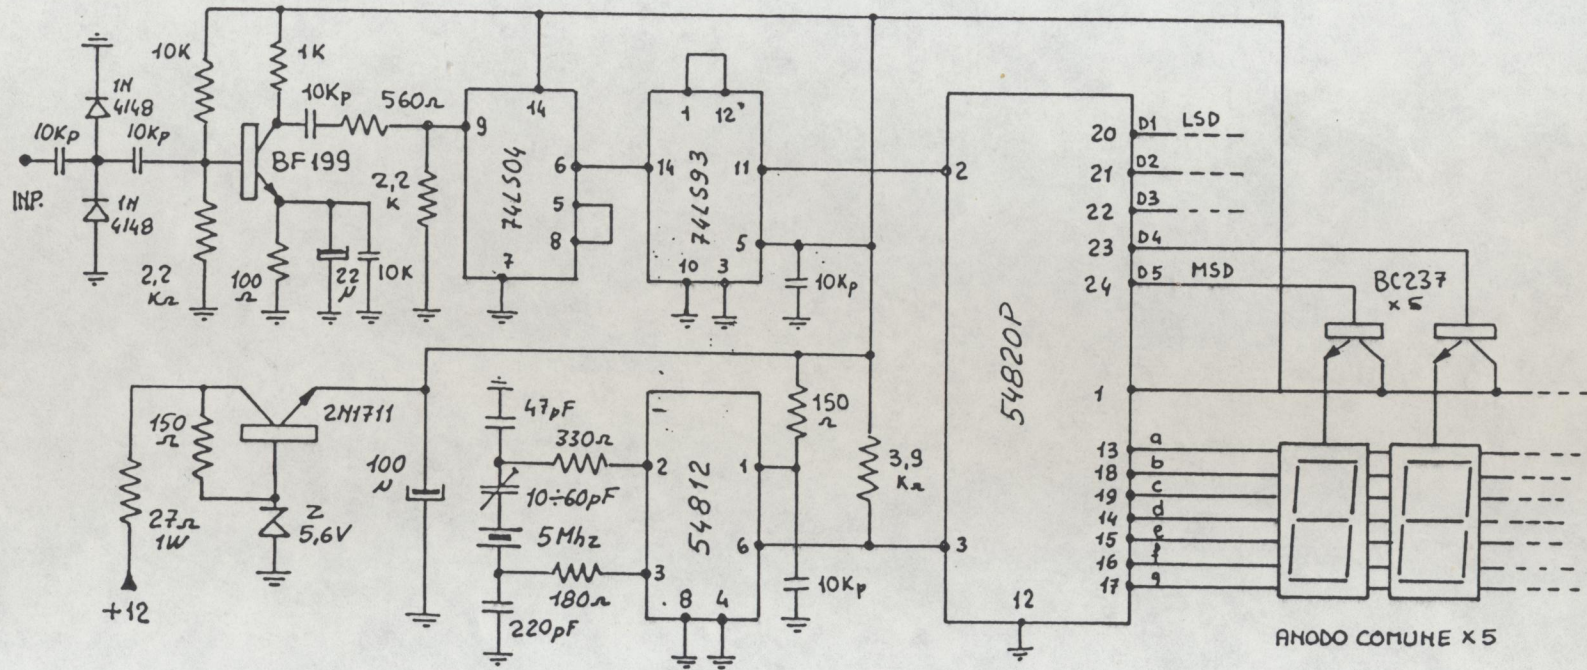 10K
1K
1N
4148
10Kp
10Kp
10Kp
560Ω
INP.
BF199
1N
4148
2,2
KΩ
100
Ω
22
µ
10K
2,2
K
9
14
6
5
8
7
74LS04
1
12
14
11
5
10
3
74LS93
10Kp
2
3
1
12
54820P
20 D1 LSD
21 D2
22 D3
23 D4
24 D5 MSD
BC237
x 5
13 a
18 b
19 c
14 d
15 e
16 f
17 g
ANODO COMUNE x 5
150
Ω
2N1711
27Ω
1W
+12
Z
5,6V
100
µ
47pF
330Ω
10÷60pF
5Mhz
180Ω
220pF
2
3
1
6
8
4
54812
150
Ω
3,9
KΩ
10Kp